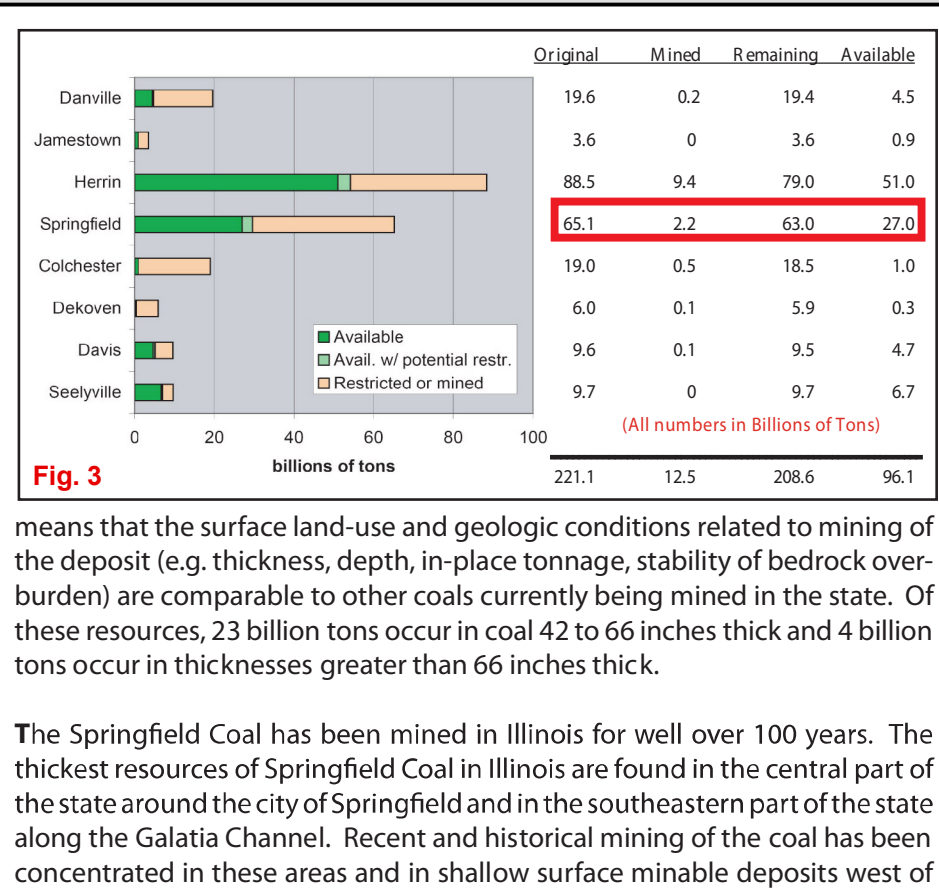 Original Mined Remaining Available
Danville 19.6 0.2 19.4 4.5
Jamestown 3.6 0 3.6 0.9
Herrin 88.5 9.4 79.0 51.0
Springfield 65.1 2.2 63.0 27.0
Colchester 19.0 0.5 18.5 1.0
Dekoven 6.0 0.1 5.9 0.3
Available
Davis 9.6 0.1 9.5 4.7
Avail. w/ potential restr.
Restricted or mined
Seelyville 9.7 0 9.7 6.7
(All numbers in Billions of Tons)
0 20 40 60 80 100
billions of tons
Fig. 3
221.1 12.5 208.6 96.1
means that the surface land-use and geologic conditions related to mining of
the deposit (e.g. thickness, depth, in-place tonnage, stability of bedrock over-
burden) are comparable to other coals currently being mined in the state. Of
these resources, 23 billion tons occur in coal 42 to 66 inches thick and 4 billion
tons occur in thicknesses greater than 66 inches thick.
The Springfield Coal has been mined in Illinois for well over 100 years. The
thickest resources of Springfield Coal in Illinois are found in the central part of
the state around the city of Springfield and in the southeastern part of the state
along the Galatia Channel. Recent and historical mining of the coal has been
concentrated in these areas and in shallow surface minable deposits west of